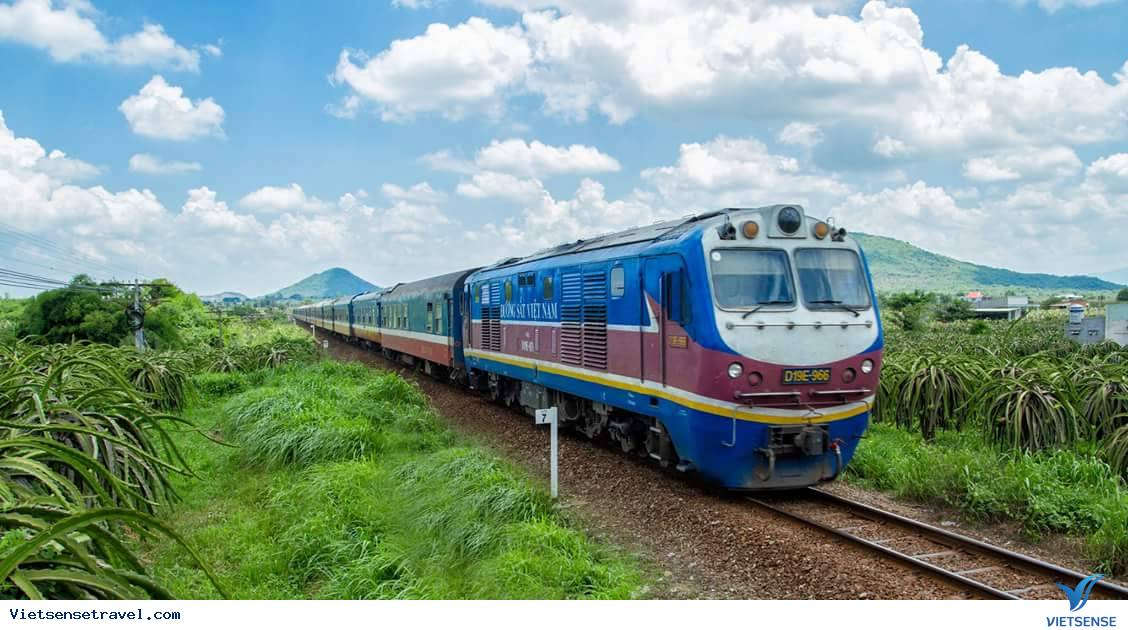 ĐƯỜNG SẮT VIỆT NAM
D19E-966
7
Vietsensetravel.com
VIETSENSE